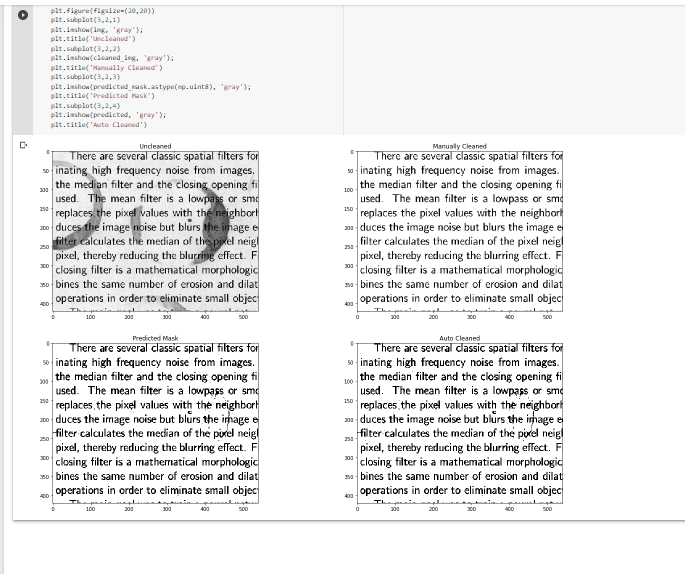 plt.figure(figsize=(20,20))
plt.subplot(3,2,1)
plt.imshow(img, 'gray');
plt.title('Uncleaned')
plt.subplot(3,2,2)
plt.imshow(cleaned_img, 'gray');
plt.title('Manually Cleaned')
plt.subplot(3,2,3)
plt.imshow(predicted_mask.astype(np.uint8), 'gray');
plt.title('Predicted Mask')
plt.subplot(3,2,4)
plt.imshow(predicted, 'gray');
plt.title('Auto Cleaned')
Uncleaned
0
50
100
150
200
250
300
350
400
There are several classic spatial filters for
inating high frequency noise from images.
the median filter and the closing opening fi
used. The mean filter is a lowpass or smo
replaces the pixel values with the neighborh
duces the image noise but blurs the image e
filter calculates the median of the pixel neigl
pixel, thereby reducing the blurring effect. F
closing filter is a mathematical morphologic
bines the same number of erosion and dilat
operations in order to eliminate small objec
0 100 200 300 400 500
Manually Cleaned
0
50
100
150
200
250
300
350
400
There are several classic spatial filters for
inating high frequency noise from images.
the median filter and the closing opening fi
used. The mean filter is a lowpass or smo
replaces the pixel values with the neighborh
duces the image noise but blurs the image e
filter calculates the median of the pixel neigl
pixel, thereby reducing the blurring effect. F
closing filter is a mathematical morphologic
bines the same number of erosion and dilat
operations in order to eliminate small objec
0 100 200 300 400 500
Predicted Mask
0
50
100
150
200
250
300
350
400
There are several classic spatial filters for
inating high frequency noise from images.
the median filter and the closing opening fi
used. The mean filter is a lowpass or smo
replaces the pixel values with the neighborh
duces the image noise but blurs the image e
filter calculates the median of the pixel neigl
pixel, thereby reducing the blurring effect. F
closing filter is a mathematical morphologic
bines the same number of erosion and dilat
operations in order to eliminate small objec
0 100 200 300 400 500
Auto Cleaned
0
50
100
150
200
250
300
350
400
There are several classic spatial filters for
inating high frequency noise from images.
the median filter and the closing opening fi
used. The mean filter is a lowpass or smo
replaces the pixel values with the neighborh
duces the image noise but blurs the image e
filter calculates the median of the pixel neigl
pixel, thereby reducing the blurring effect. F
closing filter is a mathematical morphologic
bines the same number of erosion and dilat
operations in order to eliminate small objec
0 100 200 300 400 500